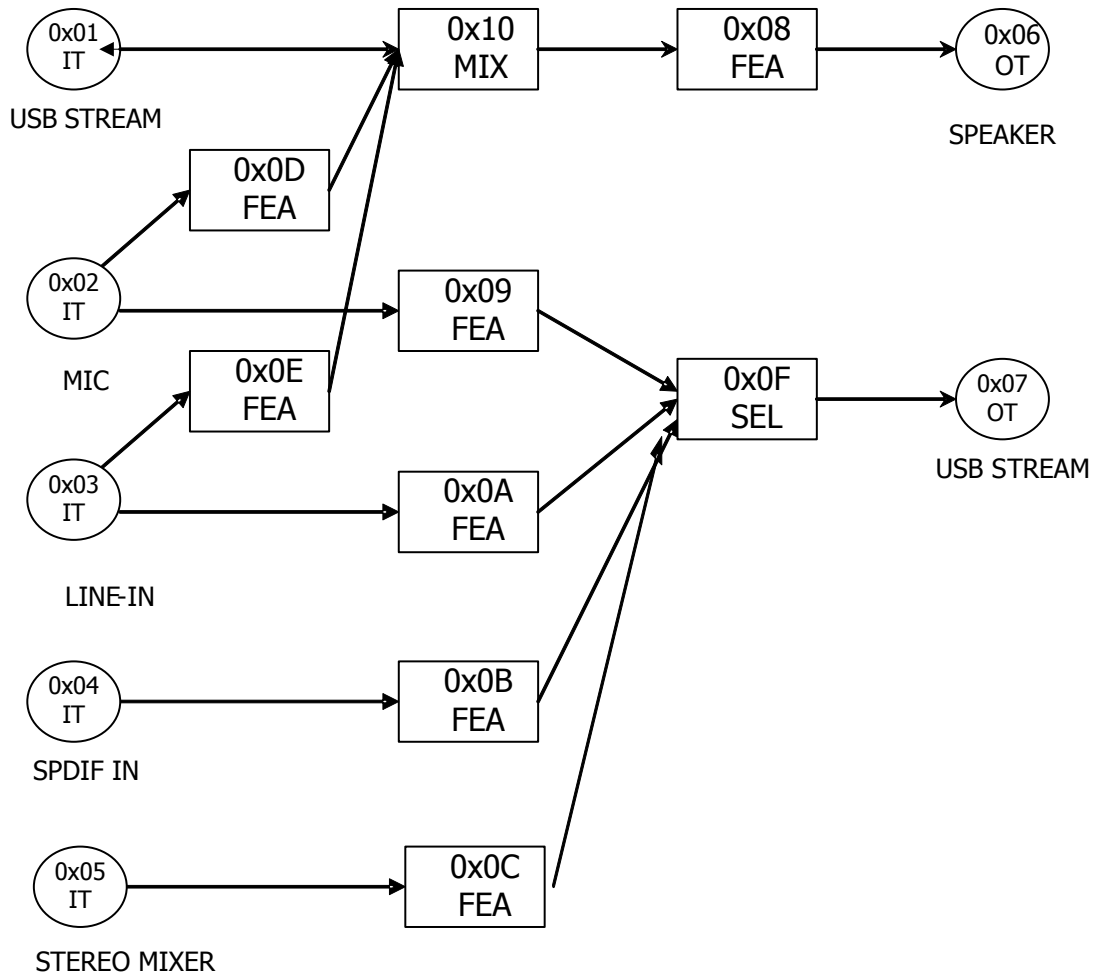 0x01
IT
USB STREAM
0x10
MIX
0x08
FEA
0x06
OT
SPEAKER
0x0D
FEA
0x02
IT
MIC
0x09
FEA
0x0E
FEA
0x0F
SEL
0x07
OT
USB STREAM
0x03
IT
LINE-IN
0x0A
FEA
0x04
IT
SPDIF IN
0x0B
FEA
0x05
IT
STEREO MIXER
0x0C
FEA